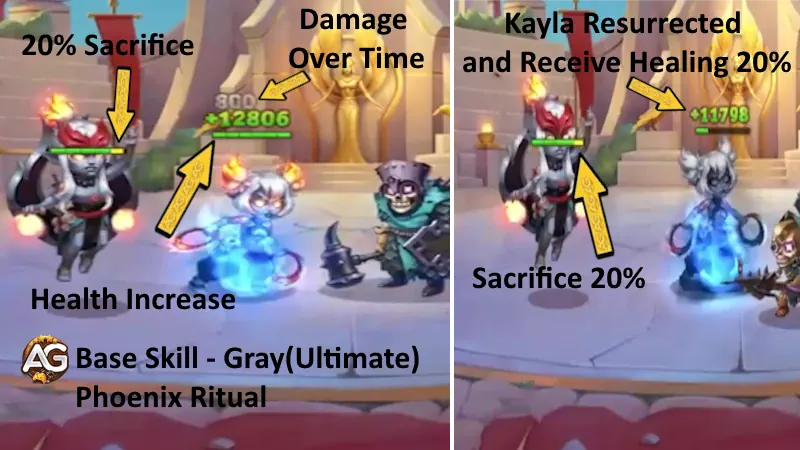 20% Sacrifice
Damage
Over Time
+12806
Health Increase
AG
Base Skill - Gray(Ultimate)
Phoenix Ritual
Kayla Resurrected
and Receive Healing 20%
+11798
Sacrifice 20%